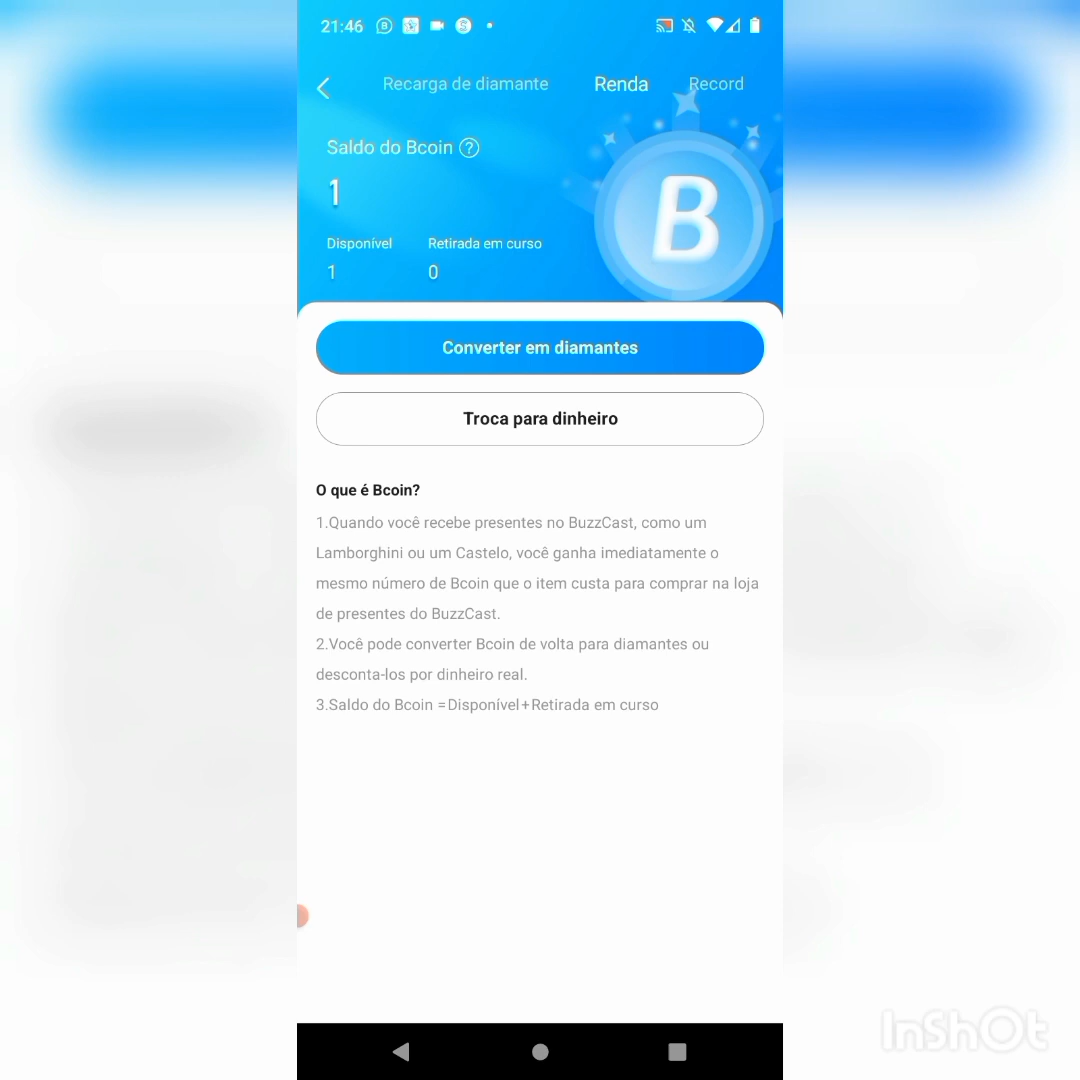 21:46
Recarga de diamante Renda Record
Saldo do Bcoin ?
1
Disponível Retirada em curso
1 0
B
Converter em diamantes
Troca para dinheiro
O que é Bcoin?
1.Quando você recebe presentes no BuzzCast, como um
Lamborghini ou um Castelo, você ganha imediatamente o
mesmo número de Bcoin que o item custa para comprar na loja
de presentes do BuzzCast.
2.Você pode converter Bcoin de volta para diamantes ou
desconta-los por dinheiro real.
3.Saldo do Bcoin =Disponível+Retirada em curso
InShOt